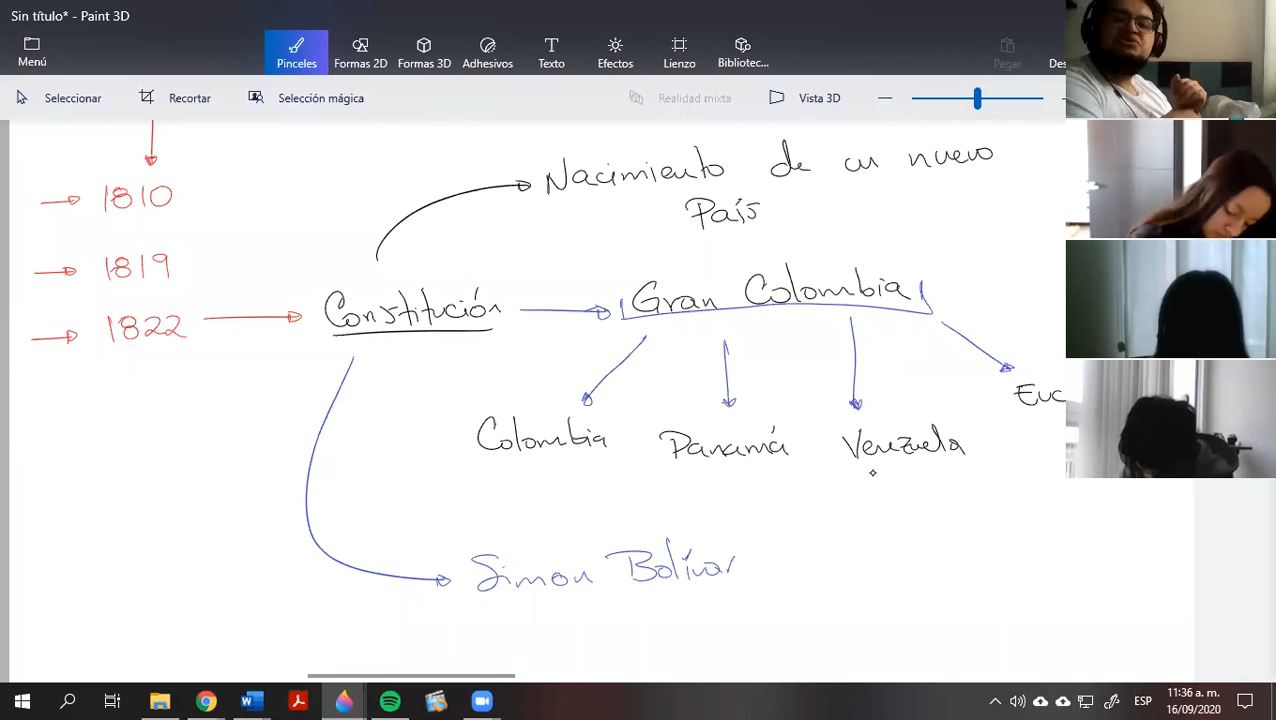 Sin título* - Paint 3D
Menú
Pinceles
Formas 2D
Formas 3D
Adhesivos
Texto
Efectos
Lienzo
Bibliotec...
Pegar
Des
Seleccionar
Recortar
Selección mágica
Realidad mixta
Vista 3D
Nacimiento de un nuevo
País
→ 1810
→ 1819
→ 1822 → Constitución → Gran Colombia
Euc
Colombia Panamá Venezuela
Simon Bolívar
ESP
11:36 a. m.
16/09/2020